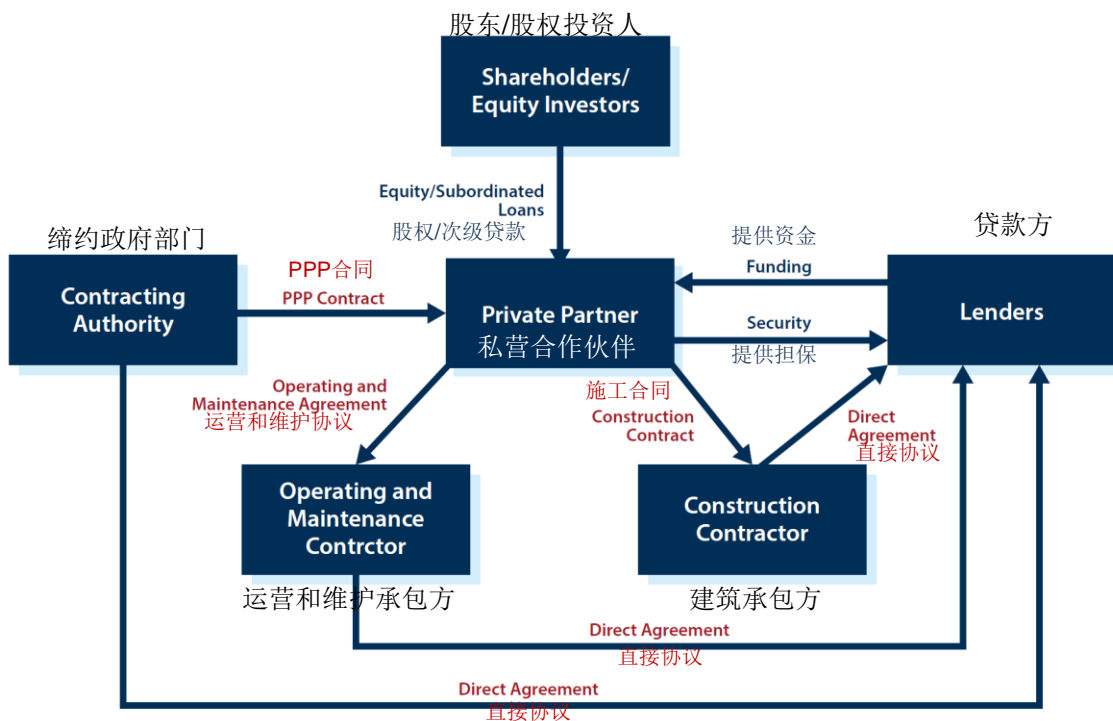 股东/股权投资人
Shareholders/
Equity Investors
Equity/Subordinated
Loans
股权/次级贷款
缔约政府部门
Contracting
Authority
PPP合同
PPP Contract
Private Partner
私营合作伙伴
提供资金
Funding
Security
提供担保
贷款方
Lenders
Operating and
Maintenance Agreement
运营和维护协议
施工合同
Construction
Contract
Direct
Agreement
直接协议
Operating and
Maintenance
Contrctor
运营和维护承包方
Construction
Contractor
建筑承包方
Direct Agreement
直接协议
Direct Agreement
直接协议